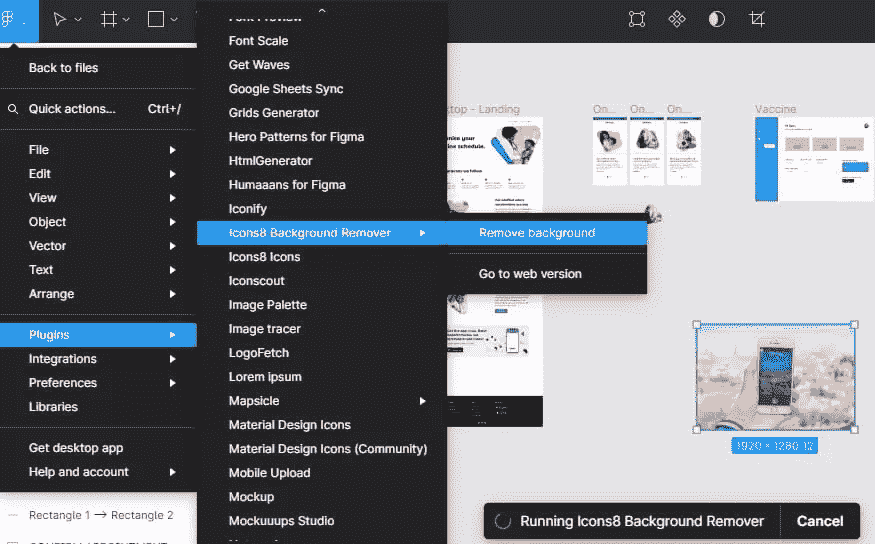 Back to files
Quick actions... Ctrl+/
File
Edit
View
Object
Vector
Text
Arrange
Plugins
Integrations
Preferences
Libraries
Get desktop app
Help and account
Rectangle 1 → Rectangle 2
Font Preview
Font Scale
Get Waves
Google Sheets Sync
Grids Generator
Hero Patterns for Figma
HtmlGenerator
Humaaans for Figma
Iconify
Icons8 Background Remover
Icons8 Icons
Iconscout
Image Palette
Image tracer
LogoFetch
Lorem ipsum
Mapsicle
Material Design Icons
Material Design Icons (Community)
Mobile Upload
Mockup
Mockuuups Studio
Remove background
Go to web version
ktop - Landing
On...
On...
On...
Vaccine
schedule.
1920 × 1280 12
Running Icons8 Background Remover
Cancel